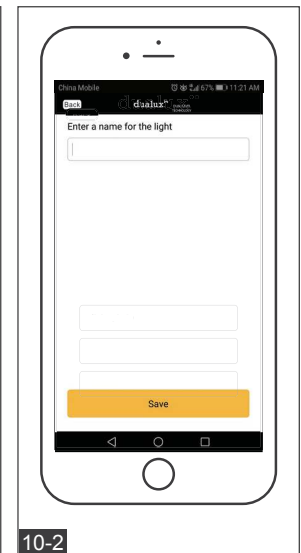 China Mobile 67% 11:21 AM
Back dualux
Enter a name for the light
Save
10-2